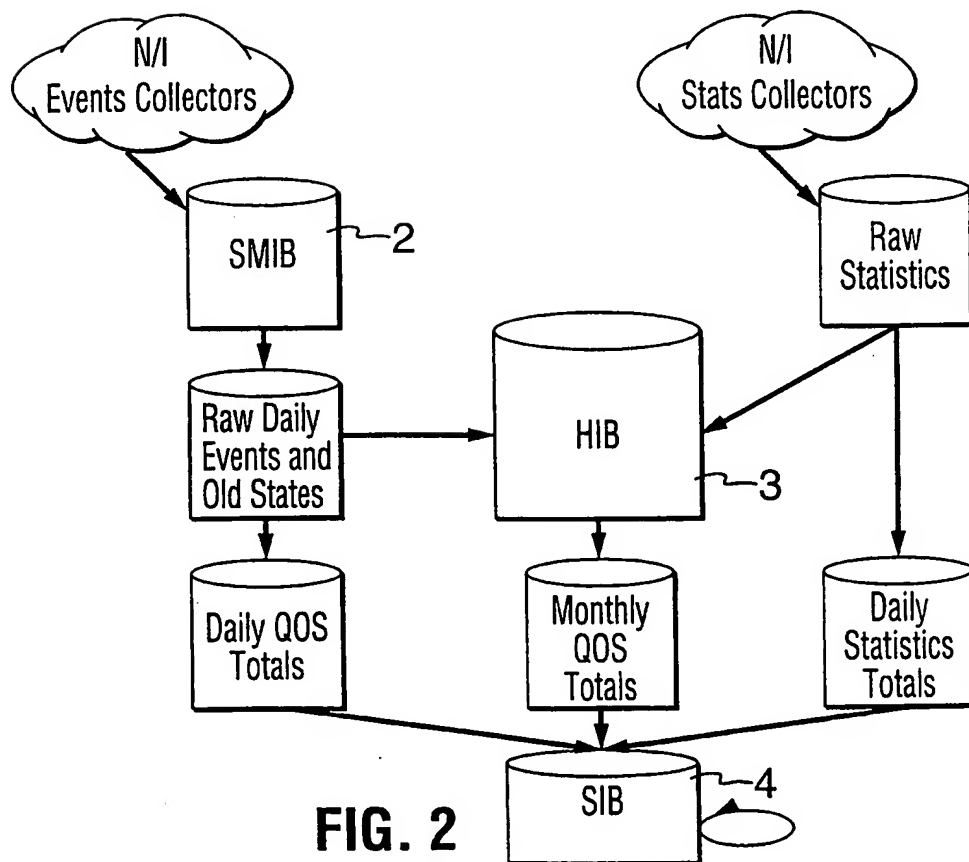 N/I
Events Collectors
N/I
Stats Collectors
SMIB
2
Raw
Statistics
Raw Daily
Events and
Old States
HIB
3
Daily QOS
Totals
Monthly
QOS
Totals
Daily
Statistics
Totals
SIB
4
FIG. 2